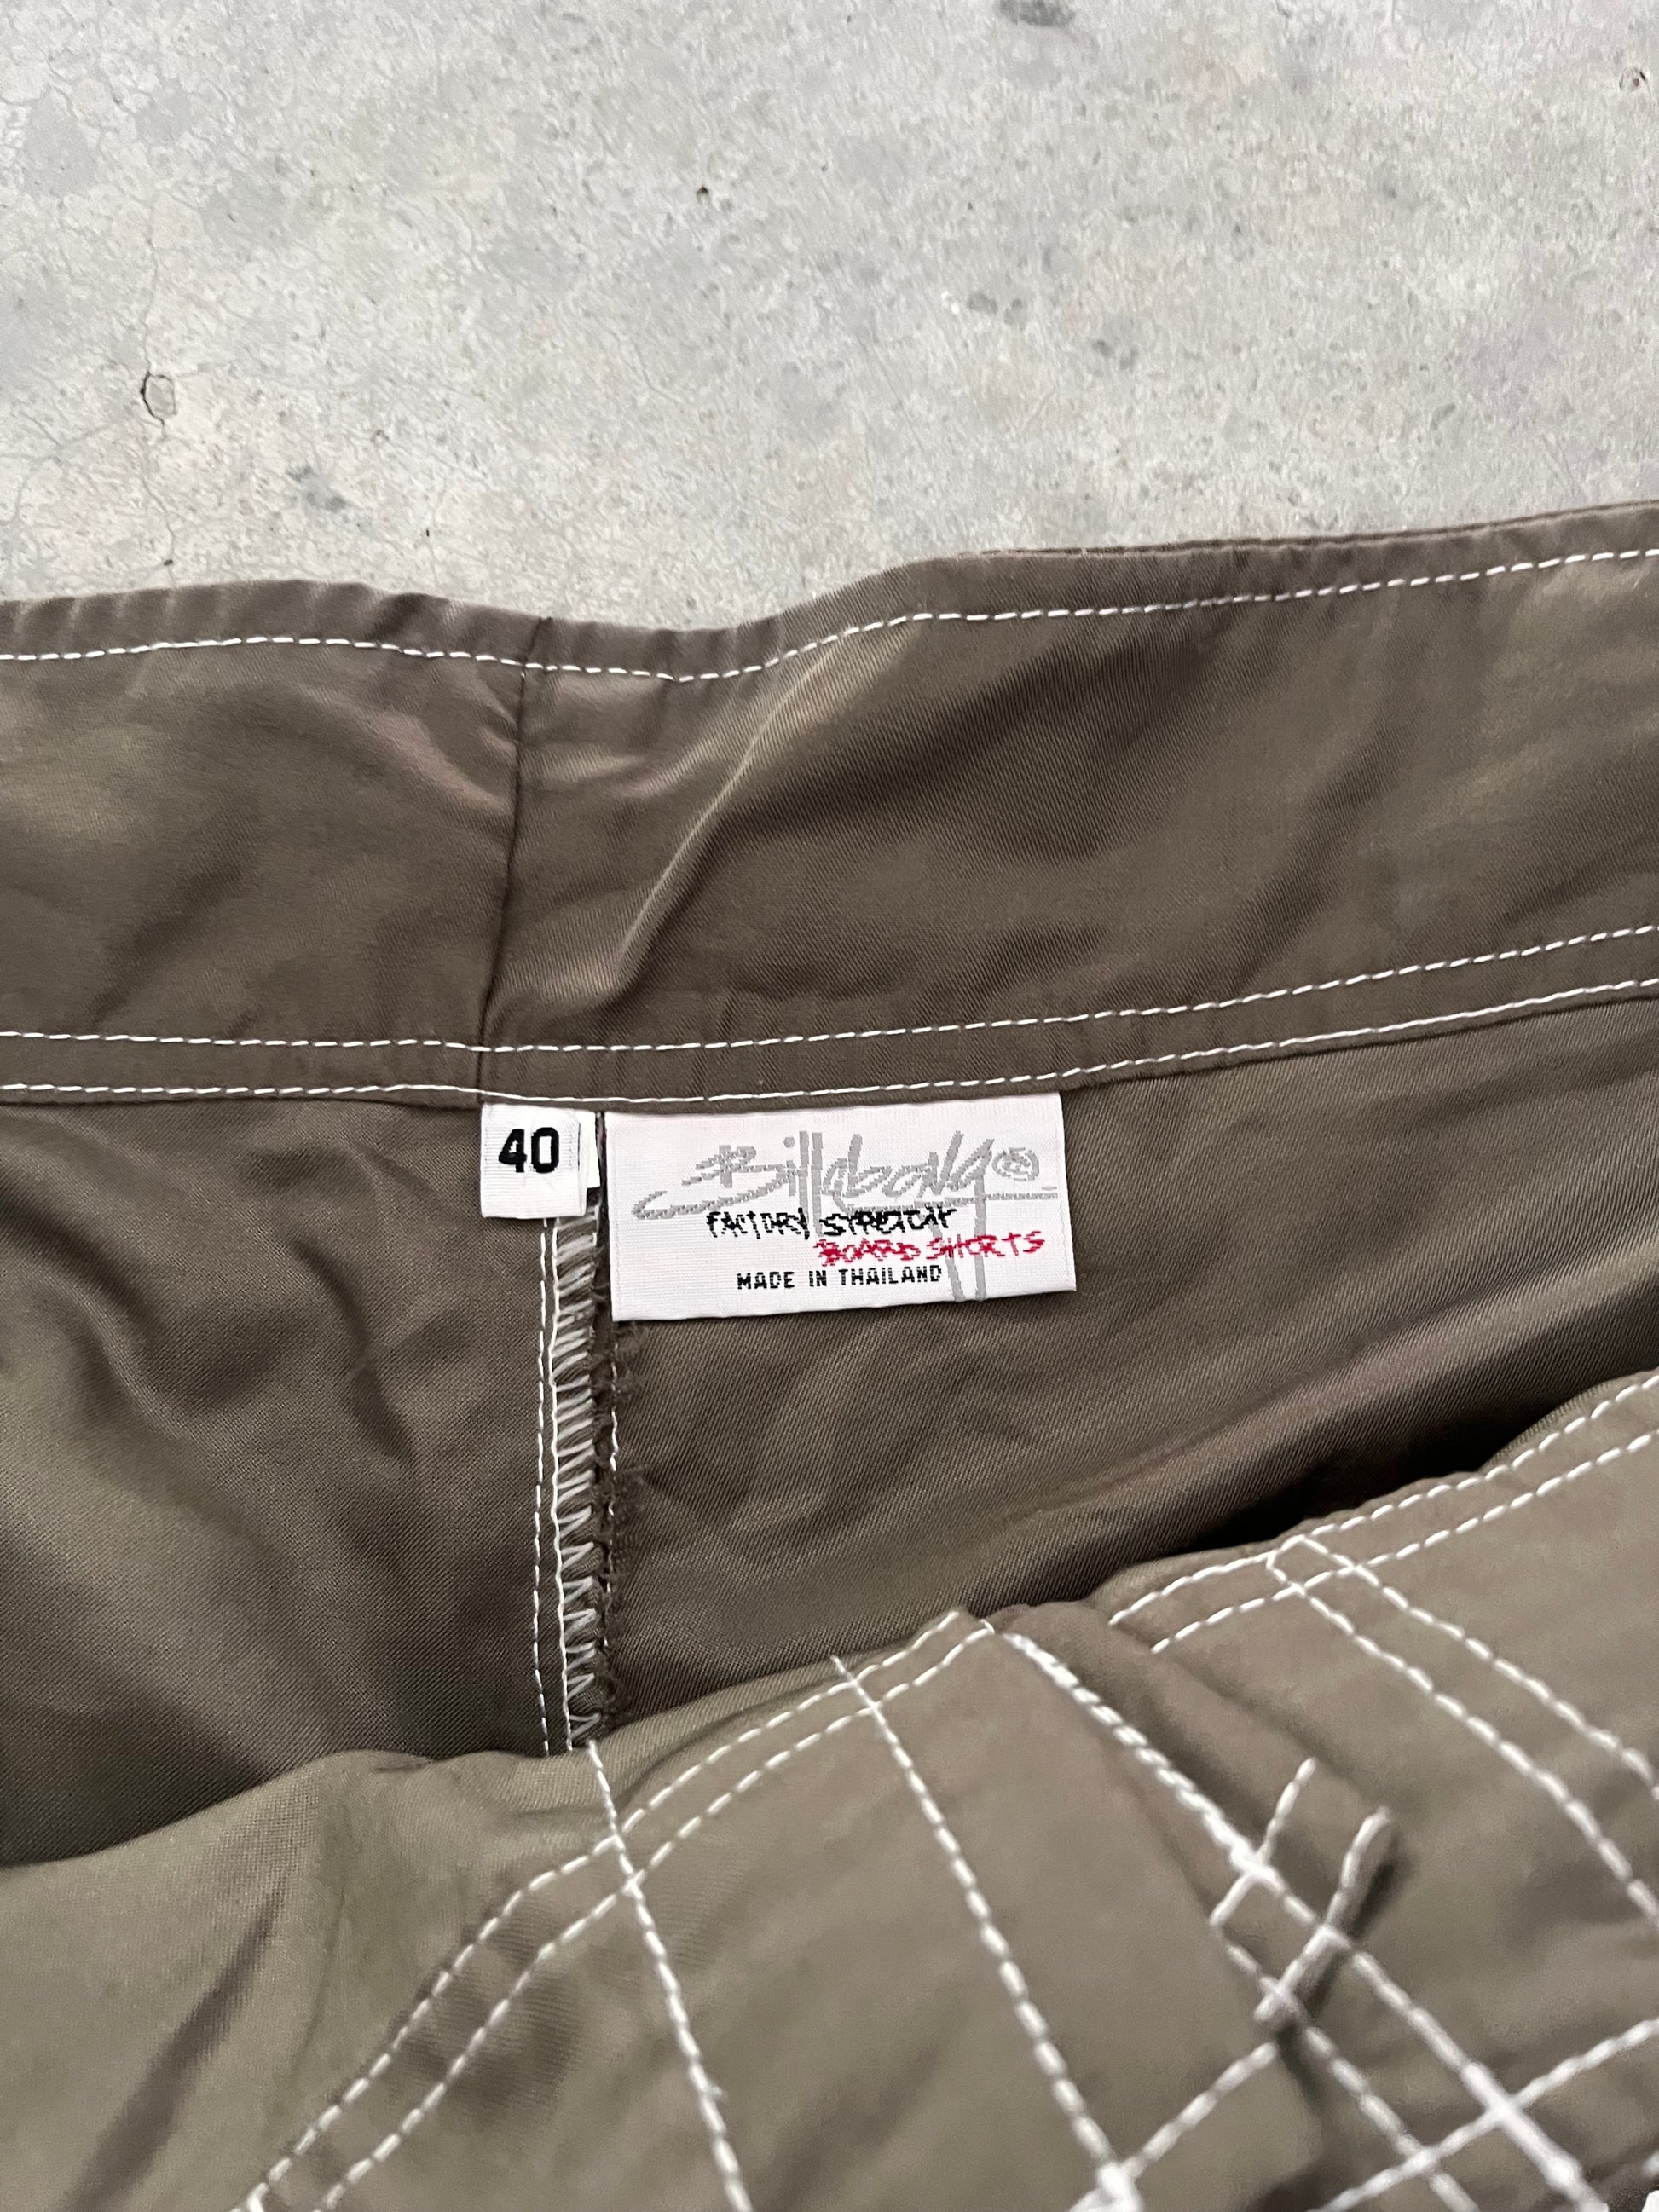 40
Billabong®
FACTORY STRETCH
BOARD SHORTS
MADE IN THAILAND